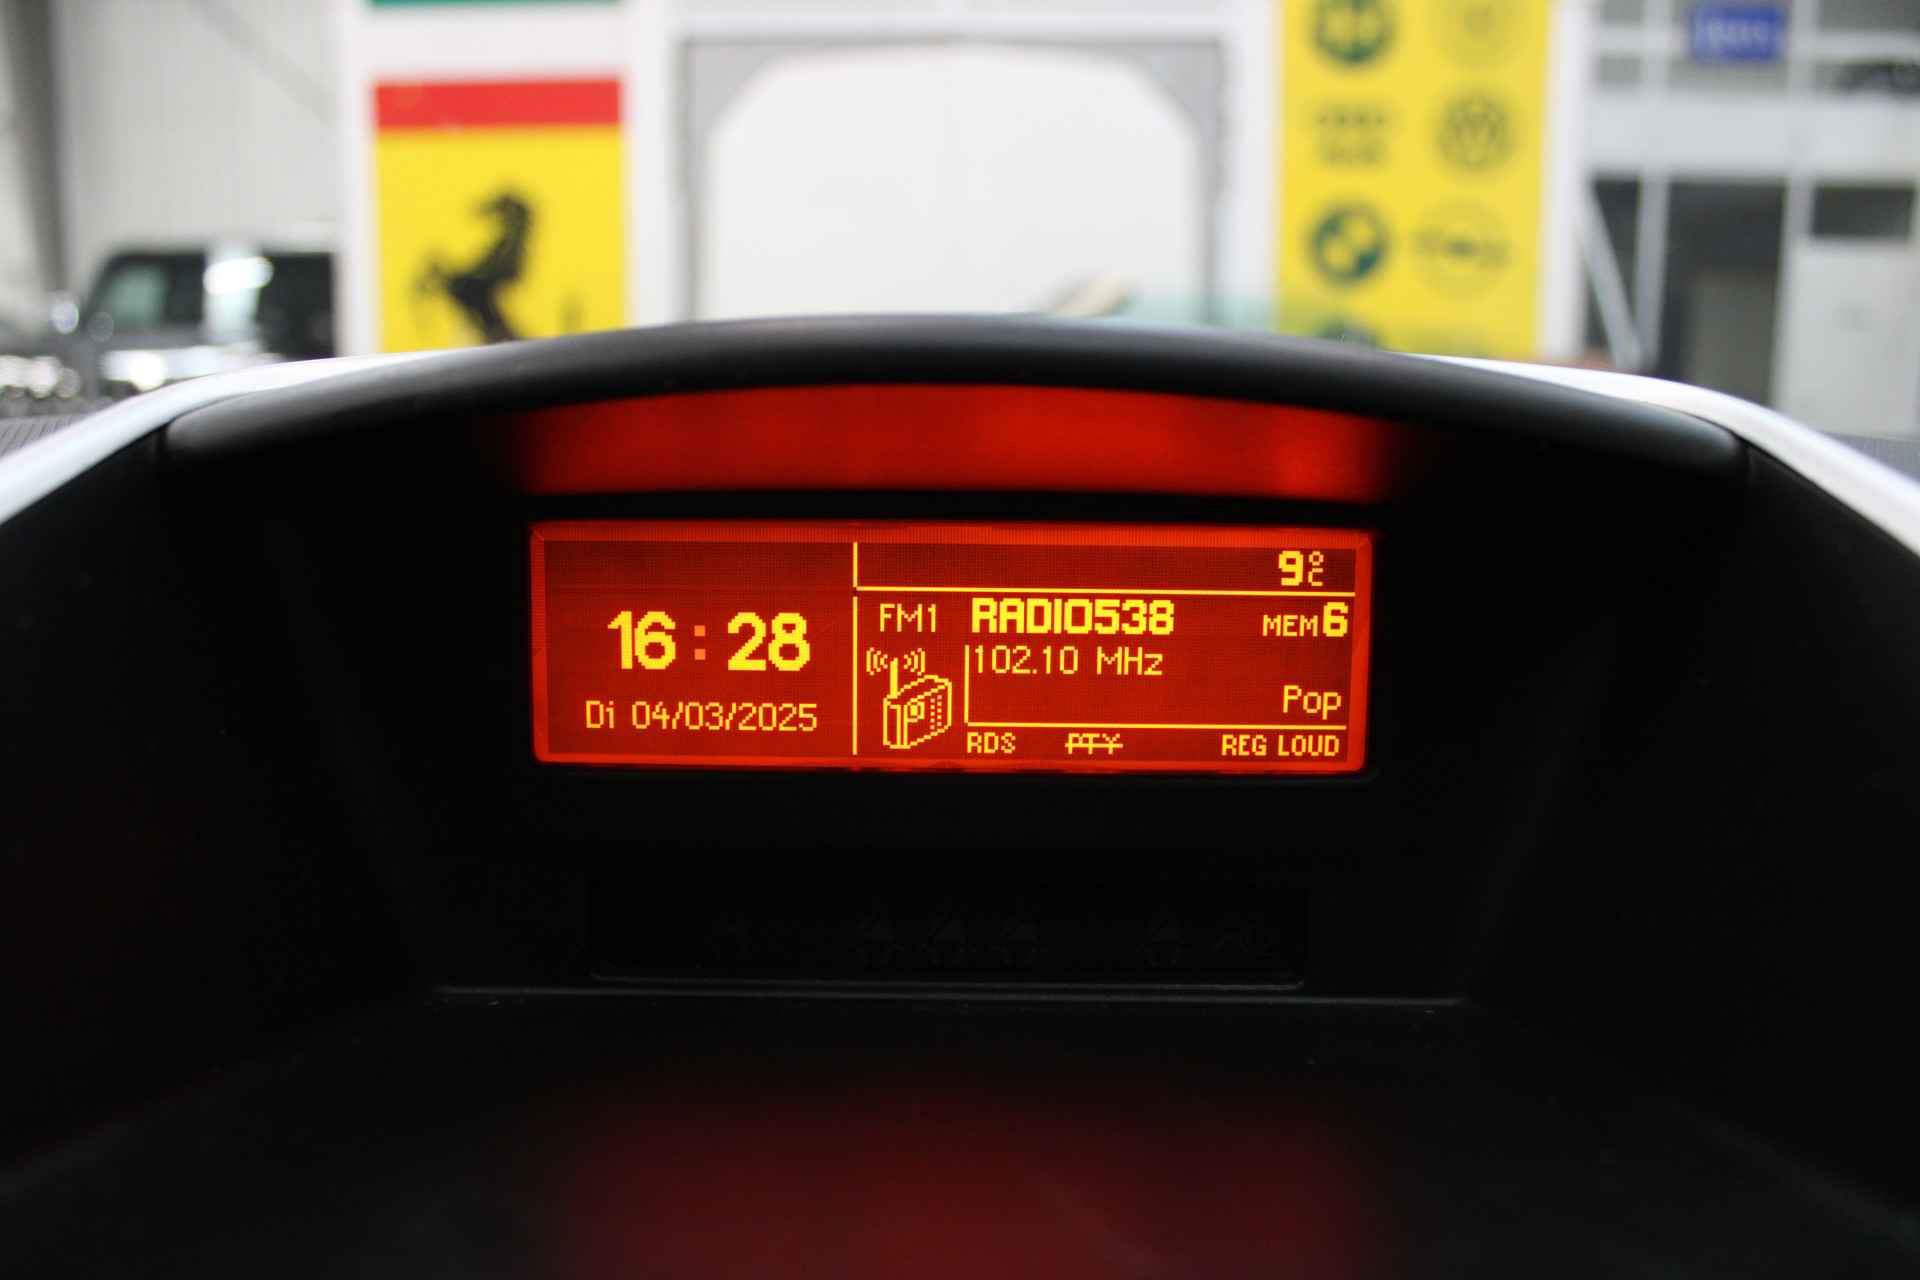 9°C
16:28
Di 04/03/2025
FM1 RADIO538 MEM6
102.10 MHz
Pop
RDS PTY REG LOUD